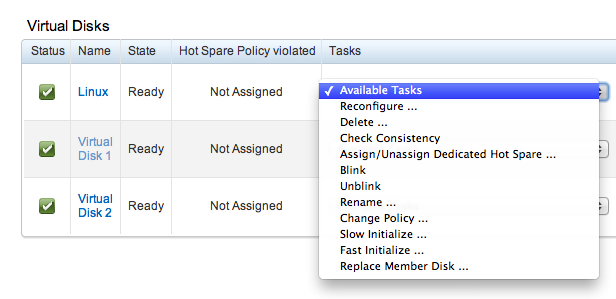 Virtual Disks
Status Name State Hot Spare Policy violated Tasks
Linux Ready Not Assigned
✓ Available Tasks
Reconfigure ...
Delete ...
Check Consistency
Assign/Unassign Dedicated Hot Spare ...
Blink
Unblink
Rename ...
Change Policy ...
Slow Initialize ...
Fast Initialize ...
Replace Member Disk ...
Virtual
Disk 1 Ready Not Assigned
Virtual
Disk 2 Ready Not Assigned